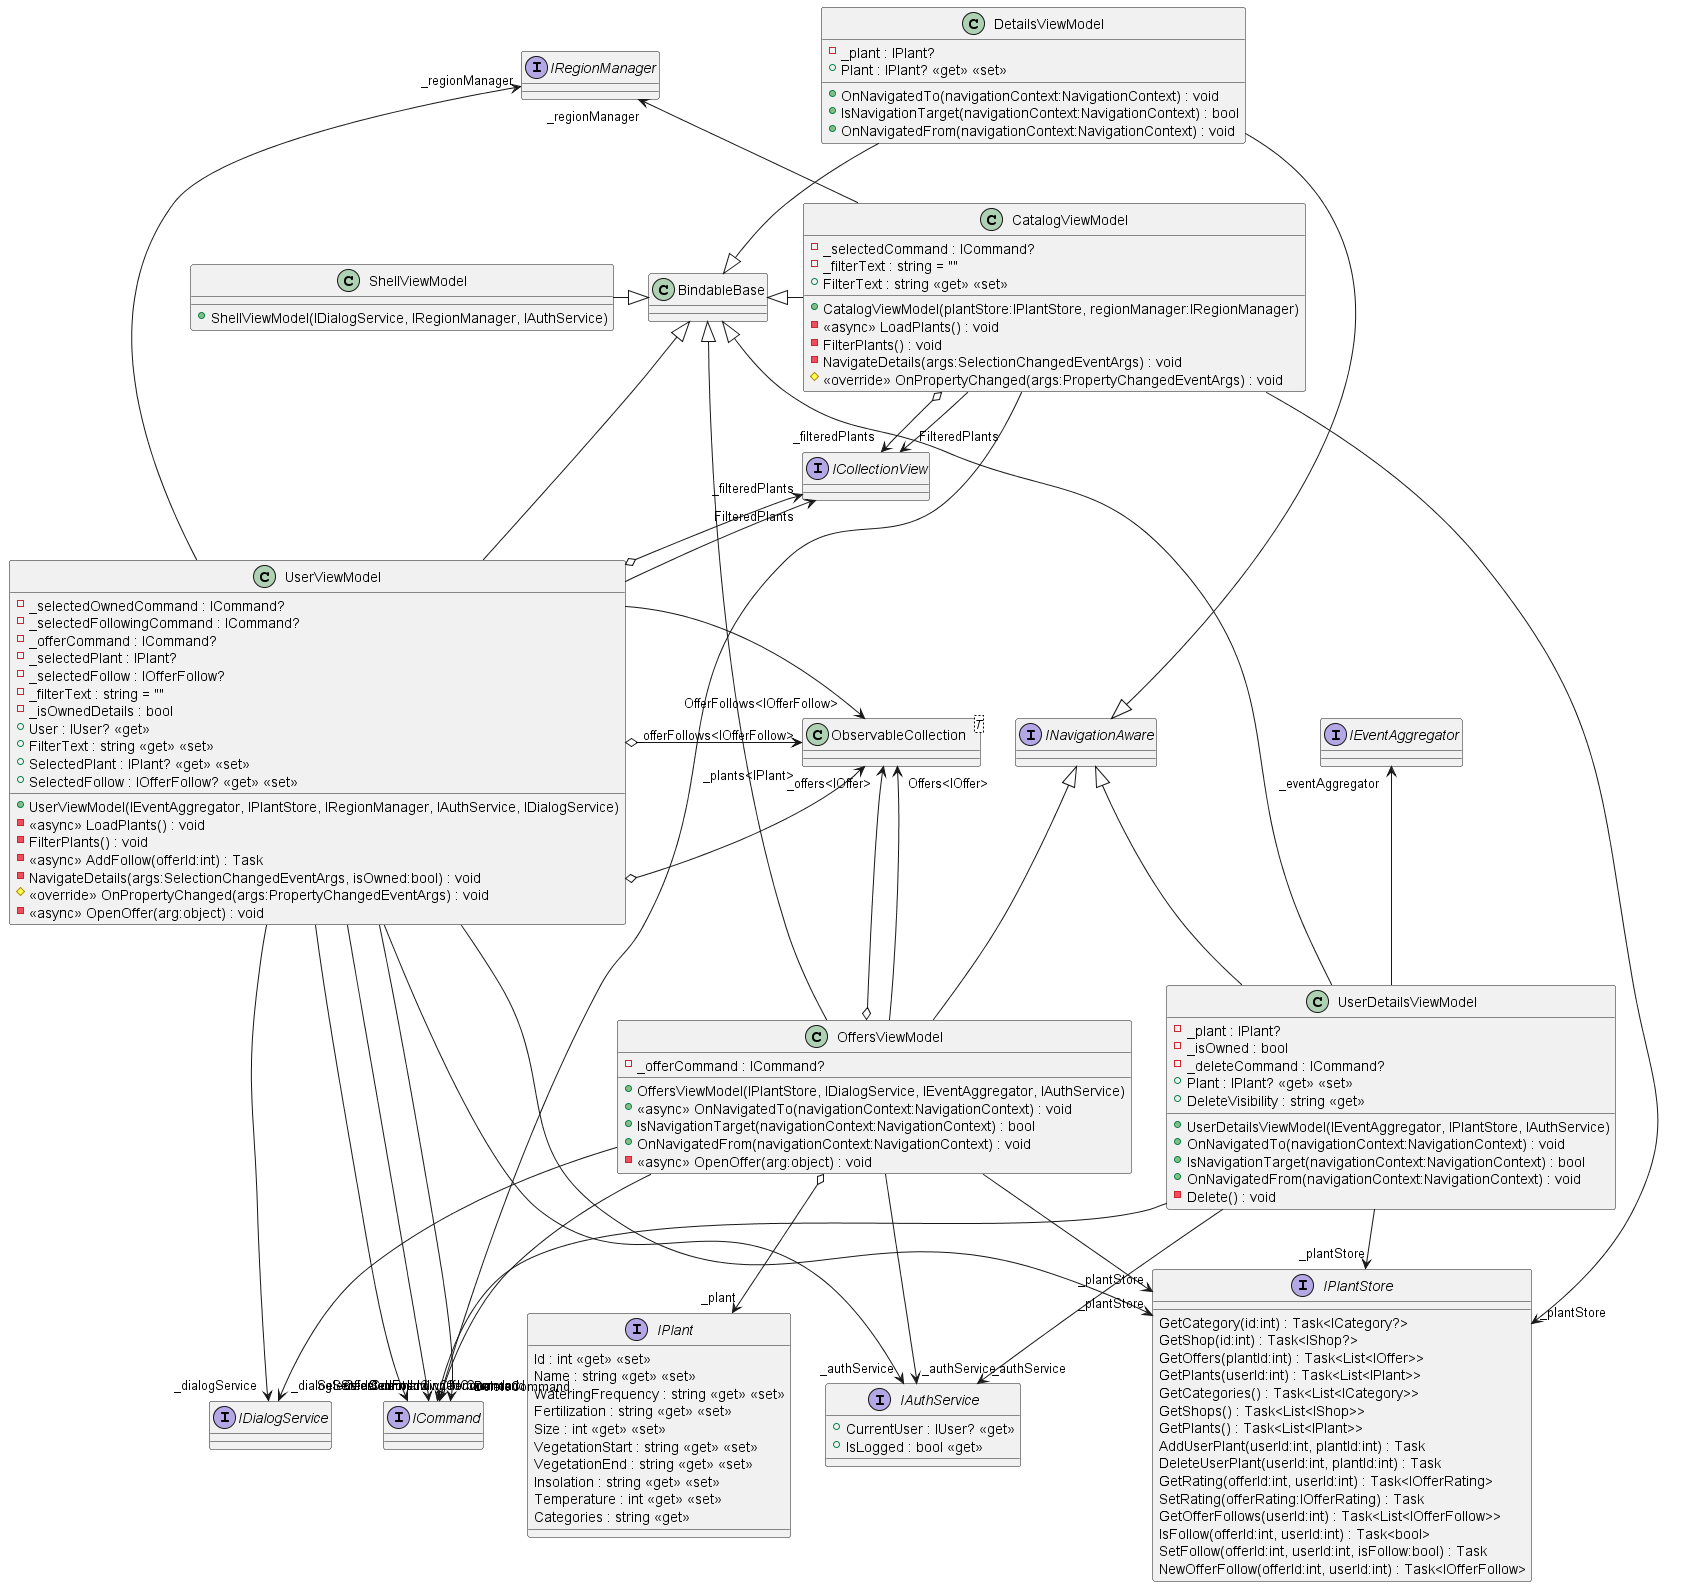 C DetailsViewModel
_plant : IPlant?
Plant : IPlant? «get» «set»
OnNavigatedTo(navigationContext:NavigationContext) : void
IsNavigationTarget(navigationContext:NavigationContext) : bool
OnNavigatedFrom(navigationContext:NavigationContext) : void
I IRegionManager
_regionManager
_regionManager
C CatalogViewModel
_selectedCommand : ICommand?
_filterText : string = ""
FilterText : string «get» «set»
CatalogViewModel(plantStore:IPlantStore, regionManager:IRegionManager)
«async» LoadPlants() : void
FilterPlants() : void
NavigateDetails(args:SelectionChangedEventArgs) : void
«override» OnPropertyChanged(args:PropertyChangedEventArgs) : void
C ShellViewModel
ShellViewModel(IDialogService, IRegionManager, IAuthService)
C BindableBase
_filteredPlants
FilteredPlants
I ICollectionView
_filteredPlants
FilteredPlants
C UserViewModel
_selectedOwnedCommand : ICommand?
_selectedFollowingCommand : ICommand?
_offerCommand : ICommand?
_selectedPlant : IPlant?
_selectedFollow : IOfferFollow?
_filterText : string = ""
_isOwnedDetails : bool
User : IUser? «get»
FilterText : string «get» «set»
SelectedPlant : IPlant? «get» «set»
SelectedFollow : IOfferFollow? «get» «set»
UserViewModel(IEventAggregator, IPlantStore, IRegionManager, IAuthService, IDialogService)
«async» LoadPlants() : void
FilterPlants() : void
«async» AddFollow(offerId:int) : Task
NavigateDetails(args:SelectionChangedEventArgs, isOwned:bool) : void
«override» OnPropertyChanged(args:PropertyChangedEventArgs) : void
«async» OpenOffer(arg:object) : void
OfferFollows<IOfferFollow>
_offerFollows<IOfferFollow>
_plants<IPlant>
_offers<IOffer>
Offers<IOffer>
C ObservableCollection
T
I INavigationAware
I IEventAggregator
_eventAggregator
C OffersViewModel
_offerCommand : ICommand?
OffersViewModel(IPlantStore, IDialogService, IEventAggregator, IAuthService)
«async» OnNavigatedTo(navigationContext:NavigationContext) : void
IsNavigationTarget(navigationContext:NavigationContext) : bool
OnNavigatedFrom(navigationContext:NavigationContext) : void
«async» OpenOffer(arg:object) : void
C UserDetailsViewModel
_plant : IPlant?
_isOwned : bool
_deleteCommand : ICommand?
Plant : IPlant? «get» «set»
DeleteVisibility : string «get»
UserDetailsViewModel(IEventAggregator, IPlantStore, IAuthService)
OnNavigatedTo(navigationContext:NavigationContext) : void
IsNavigationTarget(navigationContext:NavigationContext) : bool
OnNavigatedFrom(navigationContext:NavigationContext) : void
Delete() : void
_plantStore
_plantStore
_plantStore
_plantStore
_plant
_dialogService
_authService
_authService
_authService
I IDialogService
I ICommand
I IPlant
Id : int «get» «set»
Name : string «get» «set»
WateringFrequency : string «get» «set»
Fertilization : string «get» «set»
Size : int «get» «set»
VegetationStart : string «get» «set»
VegetationEnd : string «get» «set»
Insolation : string «get» «set»
Temperature : int «get» «set»
Categories : string «get»
I IAuthService
CurrentUser : IUser? «get»
IsLogged : bool «get»
I IPlantStore
GetCategory(id:int) : Task<ICategory?>
GetShop(id:int) : Task<IShop?>
GetOffers(plantId:int) : Task<List<IOffer>>
GetPlants(userId:int) : Task<List<IPlant>>
GetCategories() : Task<List<ICategory>>
GetShops() : Task<List<IShop>>
GetPlants() : Task<List<IPlant>>
AddUserPlant(userId:int, plantId:int) : Task
DeleteUserPlant(userId:int, plantId:int) : Task
GetRating(offerId:int, userId:int) : Task<IOfferRating>
SetRating(offerRating:IOfferRating) : Task
GetOfferFollows(userId:int) : Task<List<IOfferFollow>>
IsFollow(offerId:int, userId:int) : Task<bool>
SetFollow(offerId:int, userId:int, isFollow:bool) : Task
NewOfferFollow(offerId:int, userId:int) : Task<IOfferFollow>